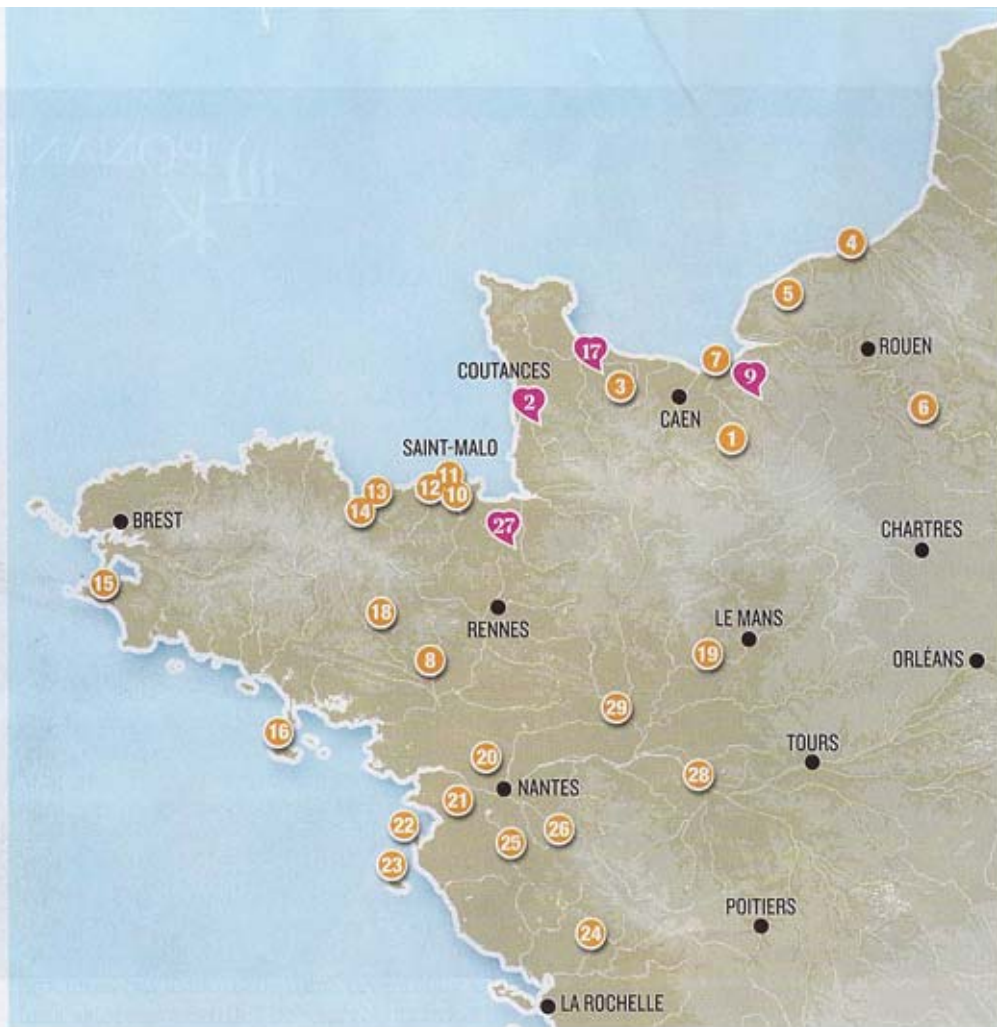 4
5
17
7
ROUEN
COUTANCES
9
3
2
CAEN
6
1
SAINT-MALO
11
12
10
13
14
BREST
27
CHARTRES
15
18
RENNES
LE MANS
19
8
ORLÉANS
29
16
TOURS
20
28
NANTES
21
22
26
25
23
POITIERS
24
LA ROCHELLE